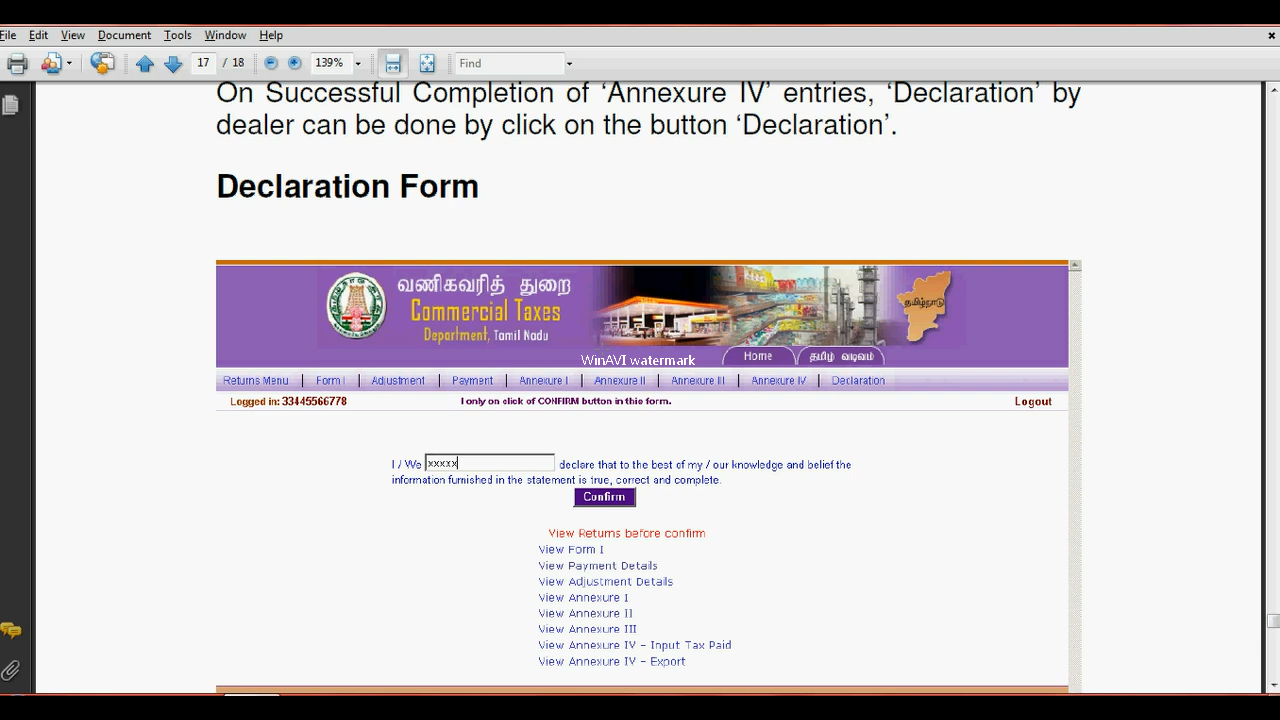 File Edit View Document Tools Window Help
17 / 18 139% Find
On Successful Completion of ‘Annexure IV’ entries, ‘Declaration’ by
dealer can be done by click on the button ‘Declaration’.
Declaration Form
வணிகவரித் துறை
Commercial Taxes
Department, Tamil Nadu
தமிழ்நாடு
WinAVI watermark
Home தமிழ் வடிவம்
Returns Menu Form I Adjustment Payment Annexure I Annexure II Annexure III Annexure IV Declaration
Logged in: 33445566778 l only on click of CONFIRM button in this form. Logout
I / We xxxxx declare that to the best of my / our knowledge and belief the
information furnished in the statement is true, correct and complete.
Confirm
View Returns before confirm
View Form I
View Payment Details
View Adjustment Details
View Annexure I
View Annexure II
View Annexure III
View Annexure IV - Input Tax Paid
View Annexure IV - Export